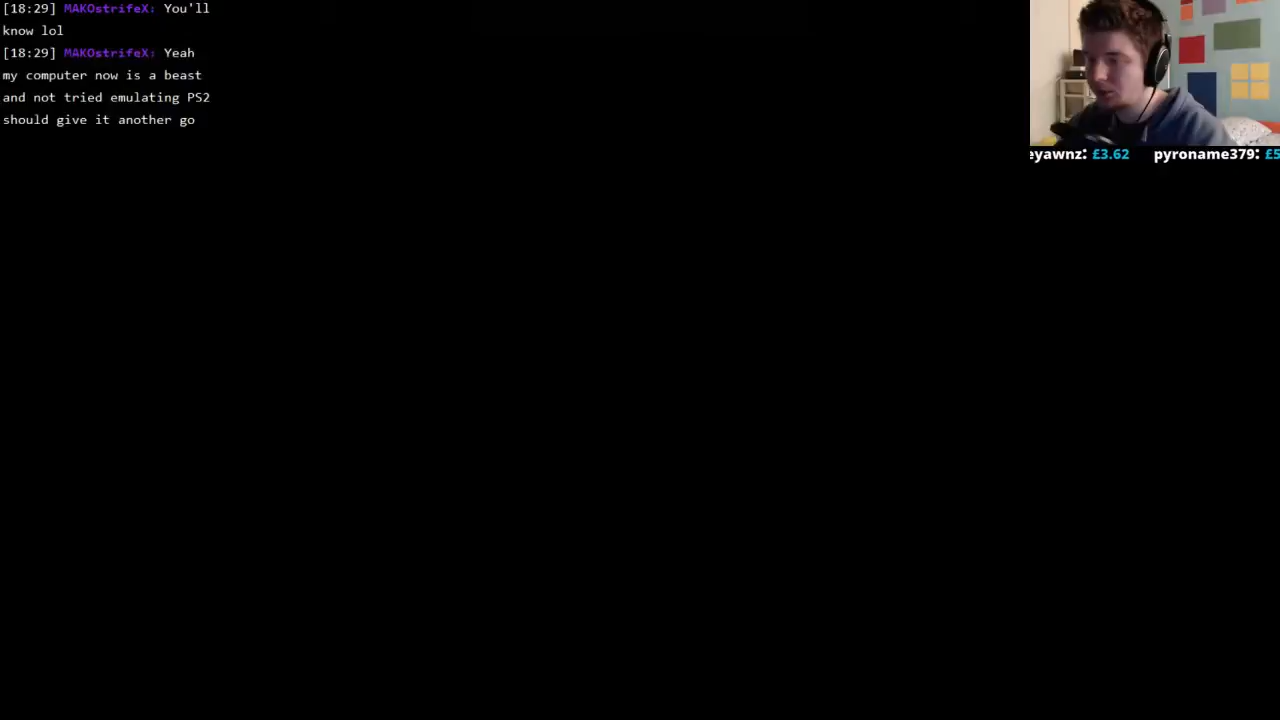 [18:29] MAKOstrifeX: You'll
know lol
[18:29] MAKOstrifeX: Yeah
my computer now is a beast
and not tried emulating PS2
should give it another go
eyawnz: £3.62 pyroname379: £5